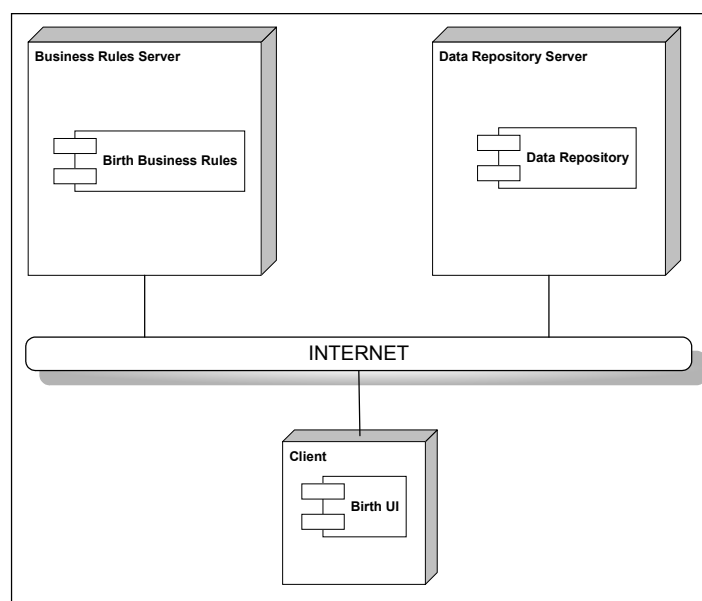 Business Rules Server
Data Repository Server
Birth Business Rules
Data Repository
INTERNET
Client
Birth UI